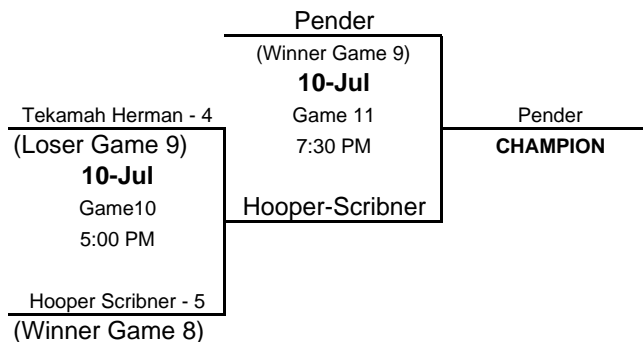 Pender
(Winner Game 9)
10-Jul
Tekamah Herman - 4
Game 11
Pender
(Loser Game 9)
7:30 PM
CHAMPION
10-Jul
Game10
Hooper-Scribner
5:00 PM
Hooper Scribner - 5
(Winner Game 8)